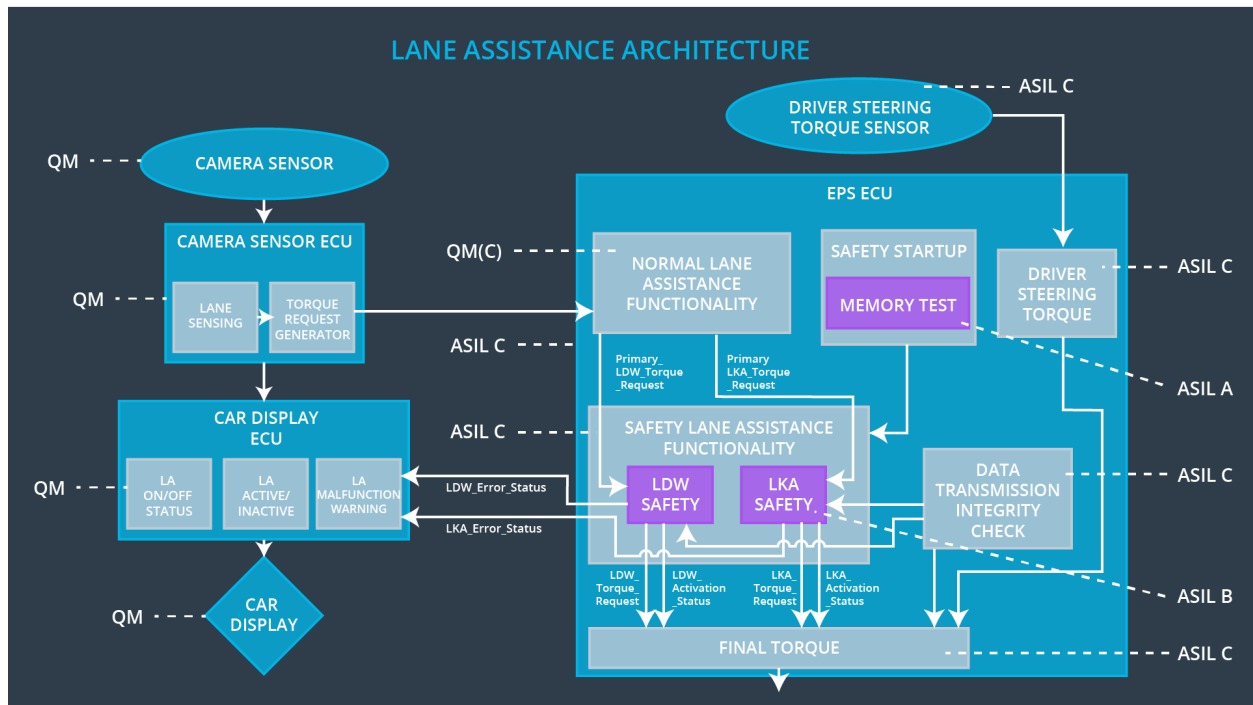 LANE ASSISTANCE ARCHITECTURE
ASIL C
DRIVER STEERING
TORQUE SENSOR
QM
CAMERA SENSOR
CAMERA SENSOR ECU
QM
LANE
SENSING
TORQUE
REQUEST
GENERATOR
CAR DISPLAY
ECU
QM
LA
ON/OFF
STATUS
LA
ACTIVE/
INACTIVE
LA
MALFUNCTION
WARNING
QM
CAR
DISPLAY
EPS ECU
QM(C)
NORMAL LANE
ASSISTANCE
FUNCTIONALITY
SAFETY STARTUP
MEMORY TEST
DRIVER
STEERING
TORQUE
ASIL C
ASIL C
ASIL A
Primary_
LDW_Torque
_Request
Primary
LKA_Torque
_Request
ASIL C
SAFETY LANE ASSISTANCE
FUNCTIONALITY
LDW
SAFETY
LKA
SAFETY
DATA
TRANSMISSION
INTEGRITY
CHECK
ASIL C
LDW_Error_Status
LKA_Error_Status
LDW_
Torque_
Request
LDW_
Activation
_Status
LKA_
Torque_
Request
LKA_
Activation
_Status
ASIL B
FINAL TORQUE
ASIL C